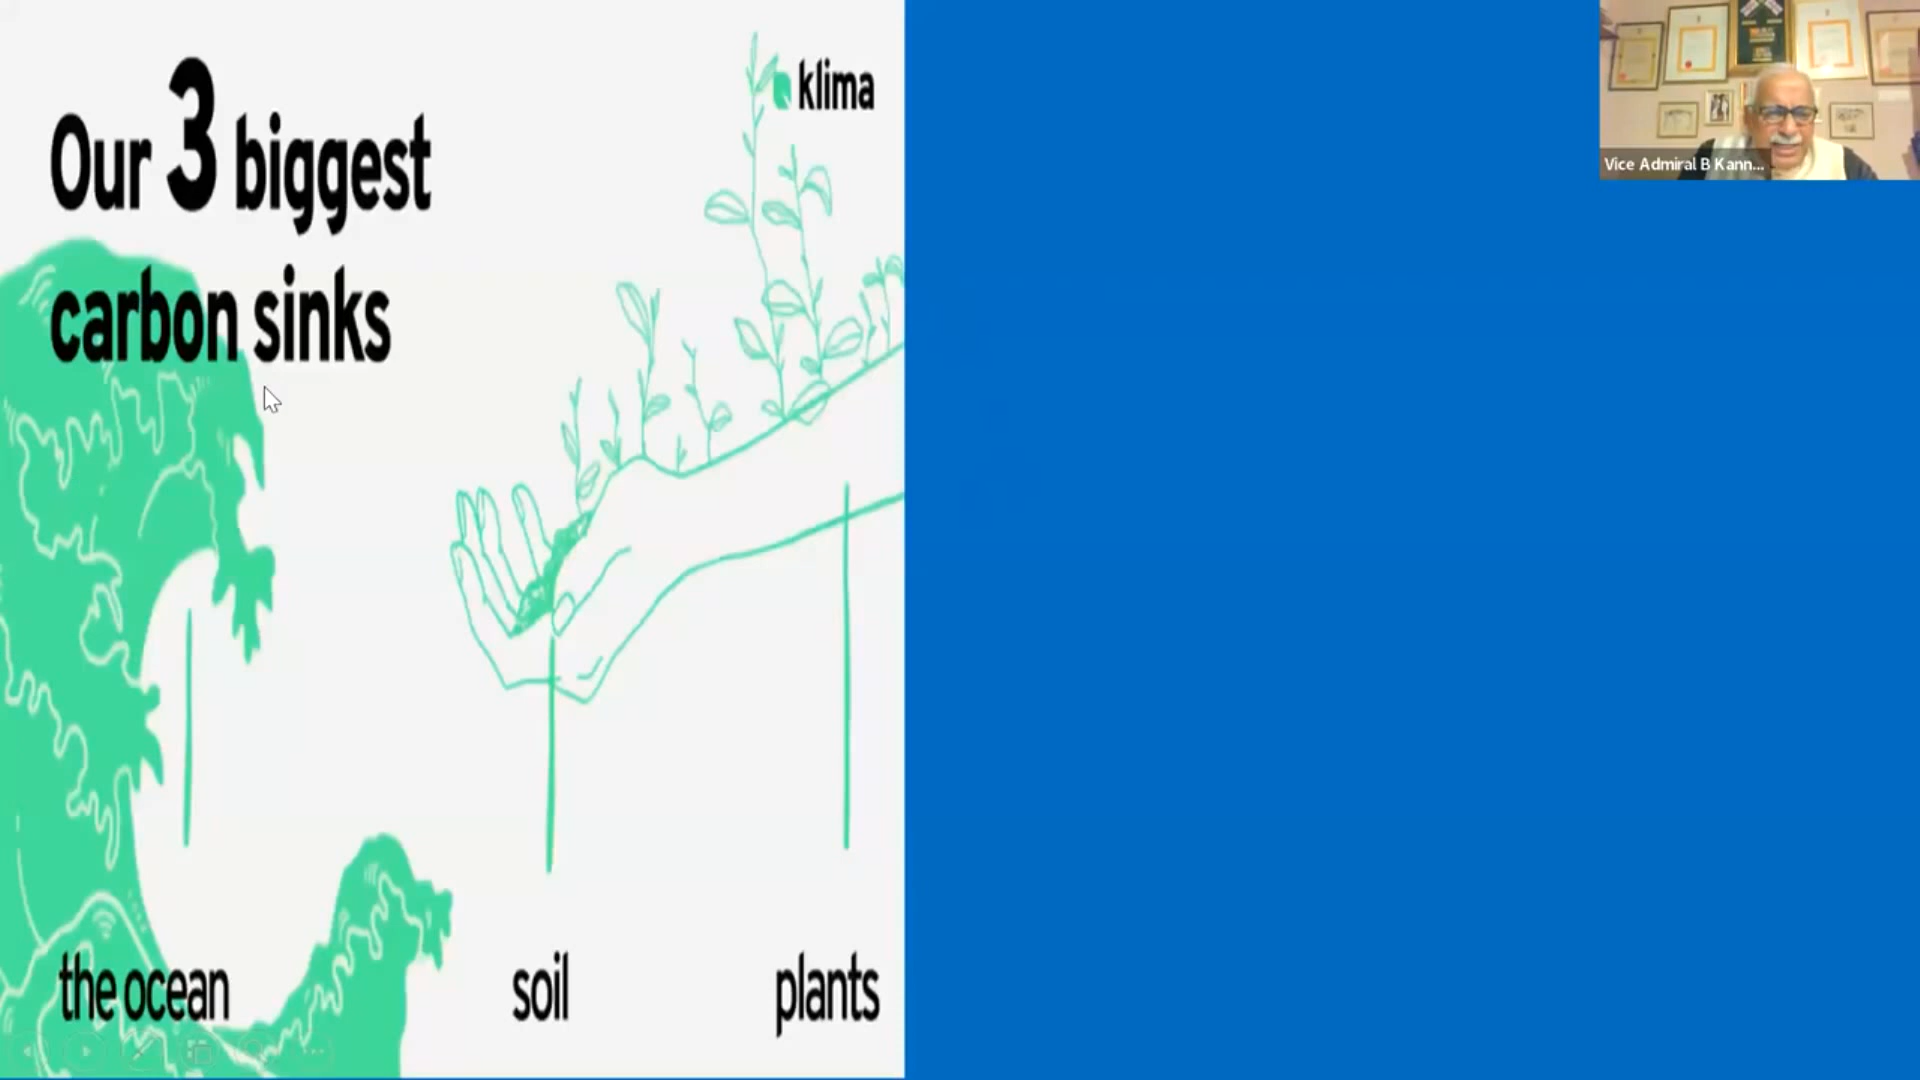 Our 3 biggest
carbon sinks
klima
the ocean
soil
plants
Vice Admiral B Kann...